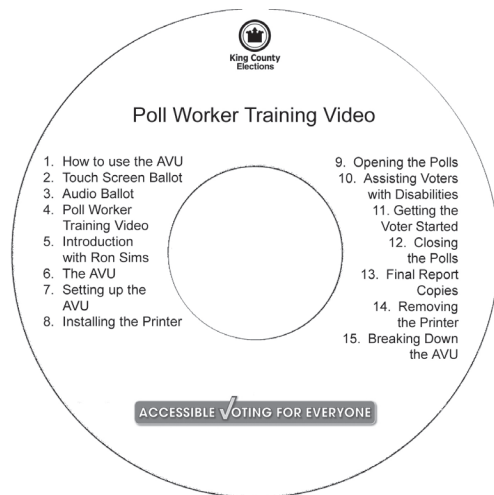 King County
Elections
Poll Worker Training Video
1. How to use the AVU
2. Touch Screen Ballot
3. Audio Ballot
4. Poll Worker
Training Video
5. Introduction
with Ron Sims
6. The AVU
7. Setting up the
AVU
8. Installing the Printer
9. Opening the Polls
10. Assisting Voters
with Disabilities
11. Getting the
Voter Started
12. Closing
the Polls
13. Final Report
Copies
14. Removing
the Printer
15. Breaking Down
the AVU
ACCESSIBLE VOTING FOR EVERYONE